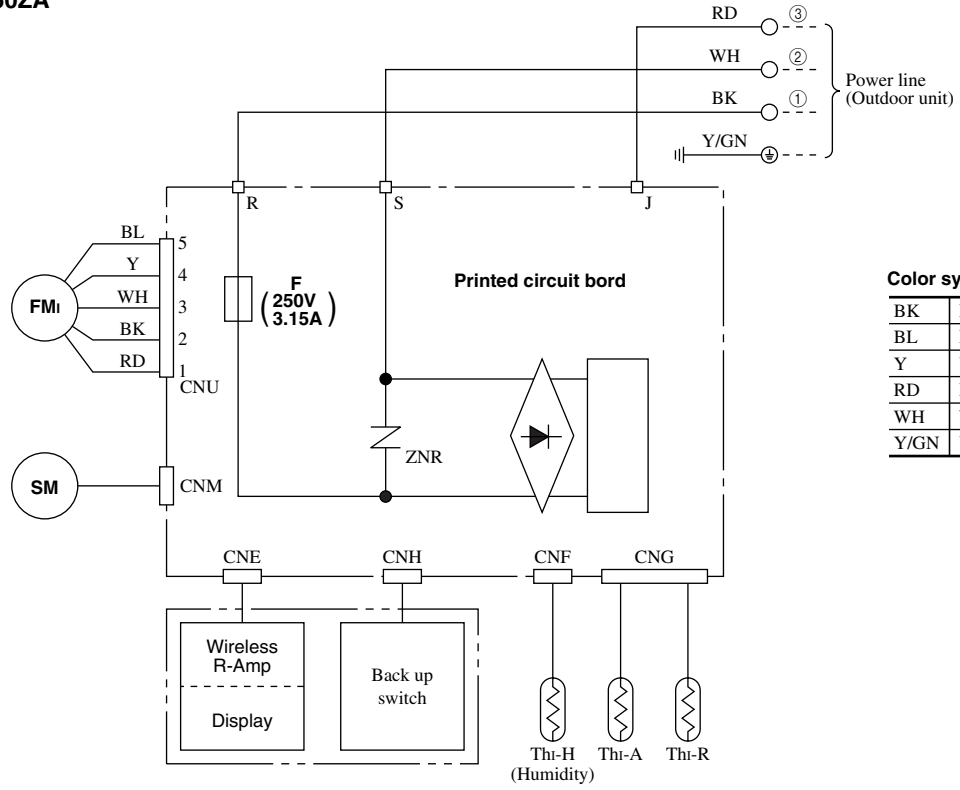 RD ③
WH ②
BK ①
Y/GN
Power line
(Outdoor unit)
R
S
J
BL 5
Y 4
WH 3
BK 2
RD 1
CNU
FMI
F
( 250V
3.15A )
Printed circuit bord
Color sy
BK
BL
Y
RD
WH
Y/GN
ZNR
SM
CNM
CNE
CNH
CNF
CNG
Wireless
R-Amp
Display
Back up
switch
ThI-H
(Humidity)
ThI-A
ThI-R